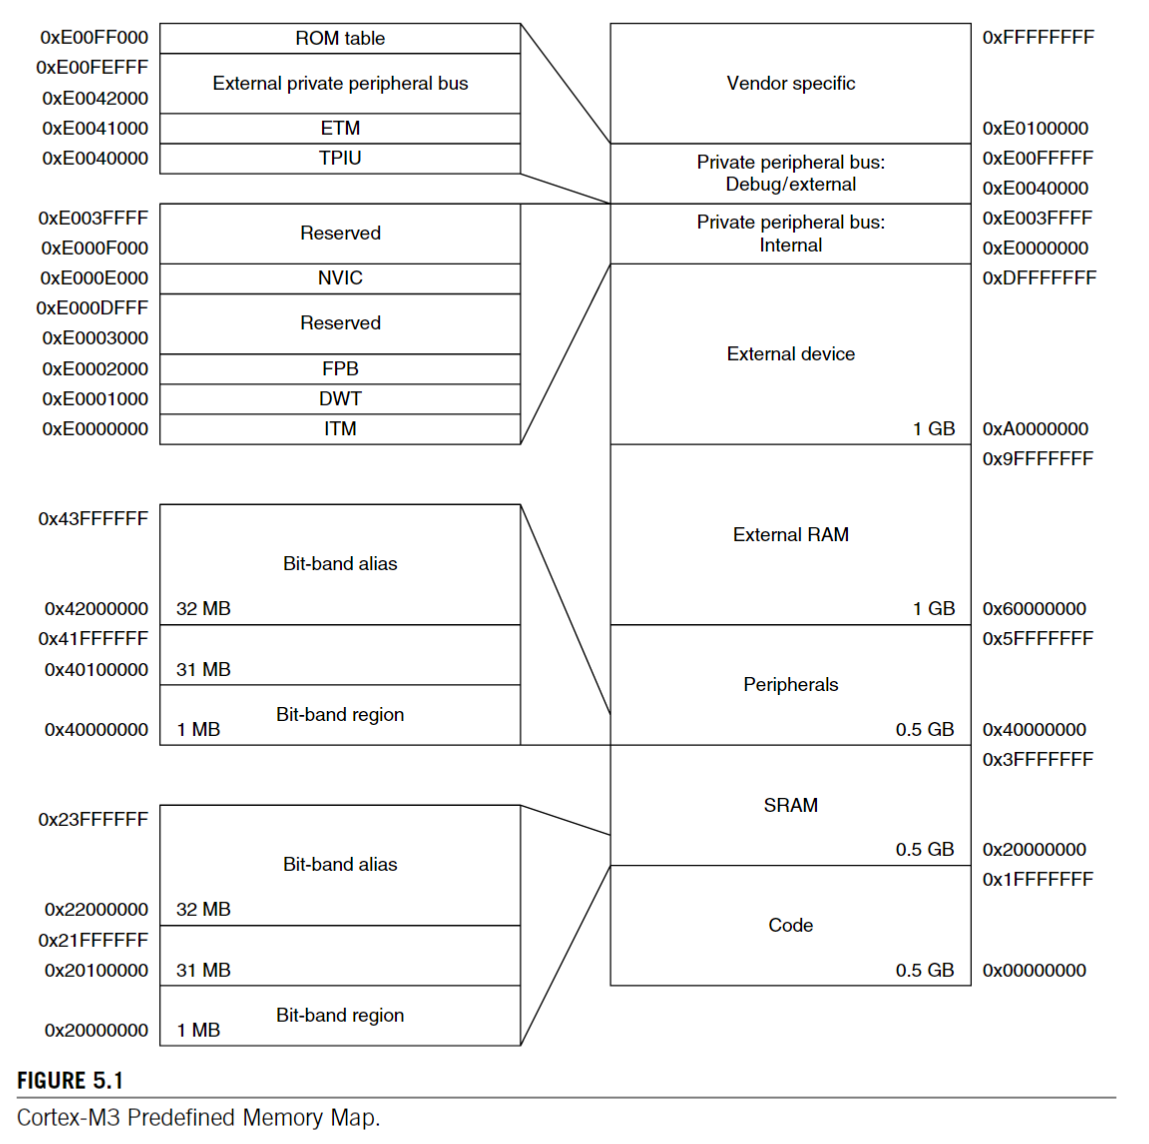 0xE00FF000
ROM table
0xE00FEFFF
External private peripheral bus
0xE0042000
0xE0041000
ETM
0xE0040000
TPIU
0xE003FFFF
Reserved
0xE000F000
0xE000E000
NVIC
0xE000DFFF
Reserved
0xE0003000
0xE0002000
FPB
0xE0001000
DWT
0xE0000000
ITM
0x43FFFFFF
Bit-band alias
0x42000000
32 MB
0x41FFFFFF
0x40100000
31 MB
Bit-band region
0x40000000
1 MB
0x23FFFFFF
Bit-band alias
0x22000000
32 MB
0x21FFFFFF
0x20100000
31 MB
Bit-band region
0x20000000
1 MB
0xFFFFFFFF
Vendor specific
0xE0100000
Private peripheral bus:
Debug/external
0xE00FFFFF
0xE0040000
Private peripheral bus:
Internal
0xE003FFFF
0xE0000000
0xDFFFFFFF
External device
1 GB
0xA0000000
0x9FFFFFFF
External RAM
1 GB
0x60000000
0x5FFFFFFF
Peripherals
0.5 GB
0x40000000
0x3FFFFFFF
SRAM
0.5 GB
0x20000000
0x1FFFFFFF
Code
0.5 GB
0x00000000
FIGURE 5.1
Cortex-M3 Predefined Memory Map.